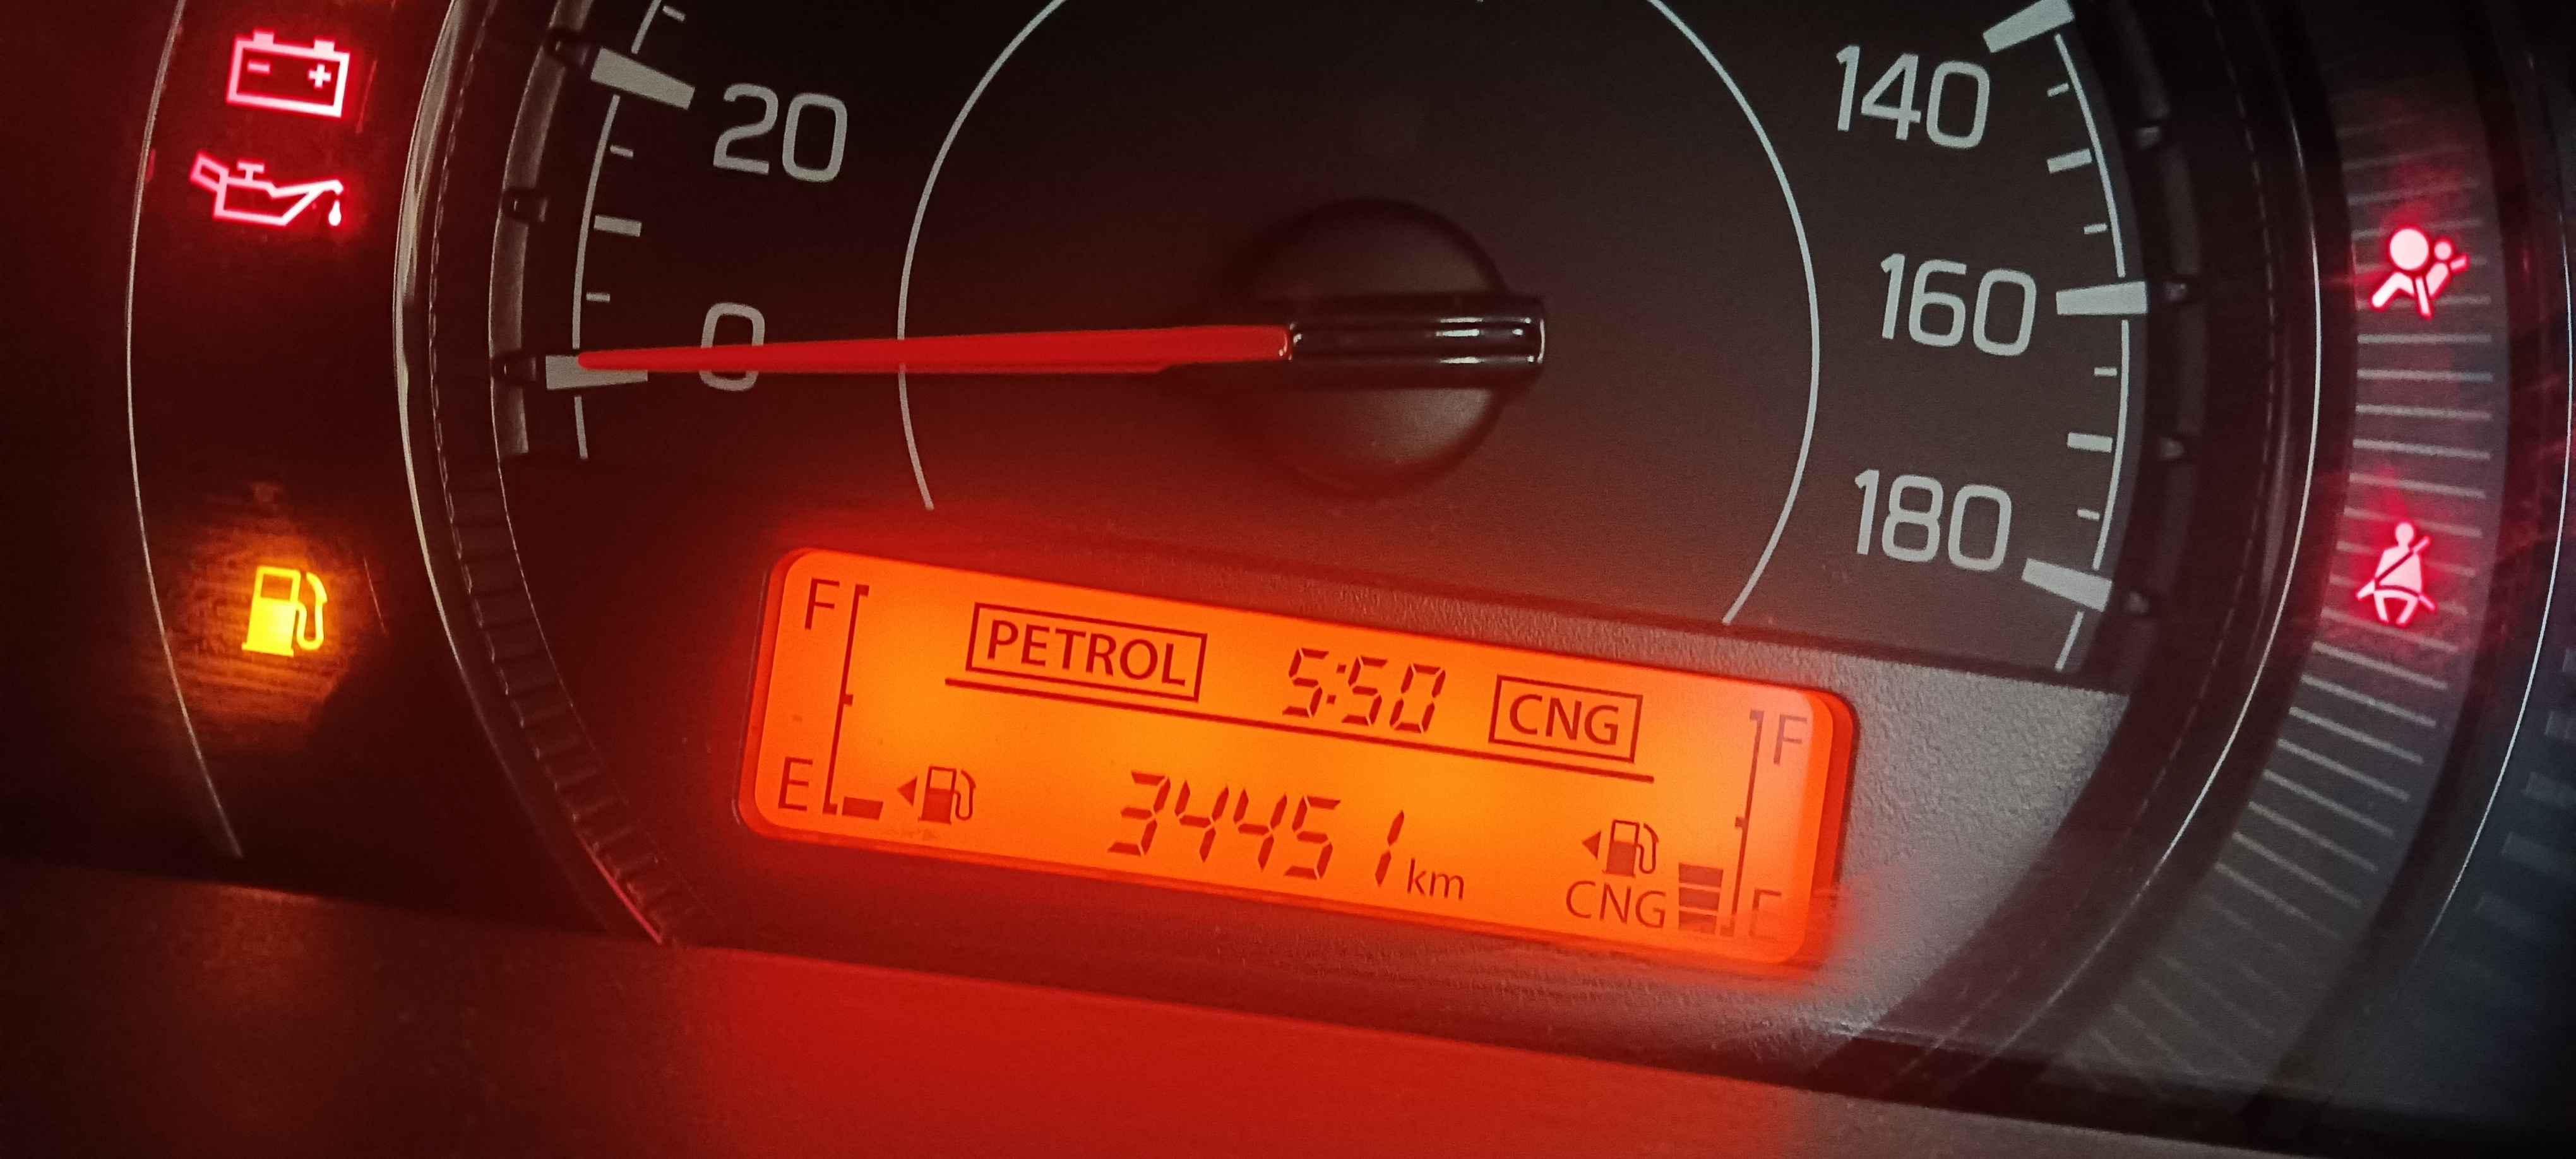 20
0
140
160
180
F
E
PETROL 5:50 CNG
34451 km
CNG
F
E